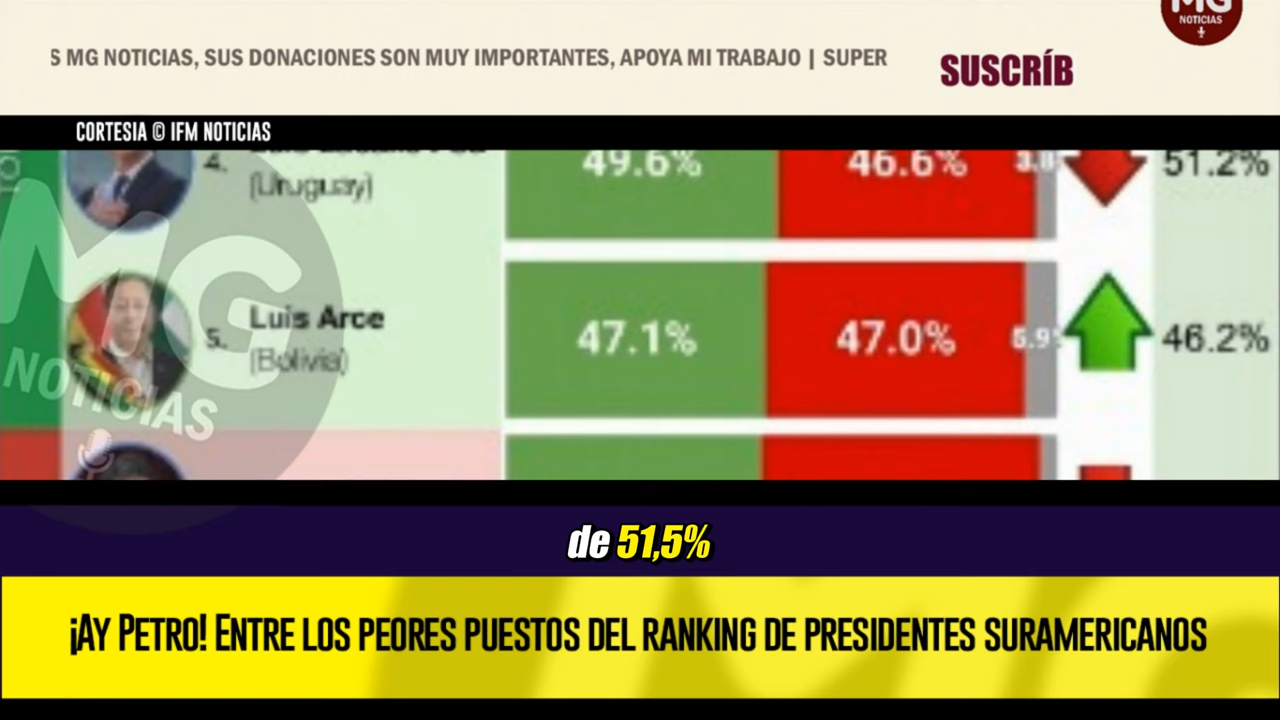 MG
NOTICIAS
S MG NOTICIAS, SUS DONACIONES SON MUY IMPORTANTES, APOYA MI TRABAJO | SUPER
SUSCRÍB
CORTESIA © IFM NOTICIAS
4.
(Uruguay)
49.6%
46.6%
51.2%
5.
Luis Arce
(Bolivia)
47.1%
47.0%
5.9%
46.2%
MG
NOTICIAS
de 51,5%
¡AY PETRO! ENTRE LOS PEORES PUESTOS DEL RANKING DE PRESIDENTES SURAMERICANOS